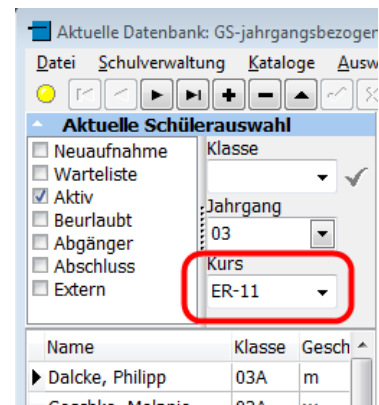 Aktuelle Datenbank: GS-jahrgangsbezogen
Datei Schulverwaltung Kataloge Ausw
Aktuelle Schülerauswahl
Neuaufnahme
Warteliste
Aktiv
Beurlaubt
Abgänger
Abschluss
Extern
Klasse
Jahrgang
03
Kurs
ER-11
Name Klasse Gesch
Dalcke, Philipp 03A m